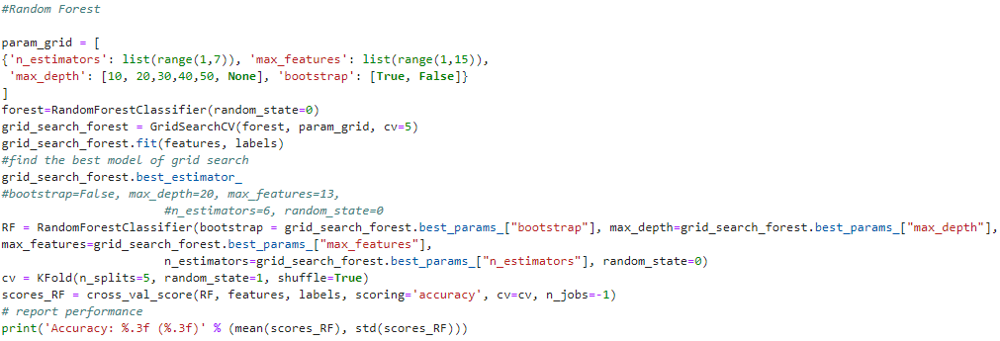 #Random Forest
param_grid = [
{'n_estimators': list(range(1,7)), 'max_features': list(range(1,15)),
'max_depth': [10, 20,30,40,50, None], 'bootstrap': [True, False]}
]
forest=RandomForestClassifier(random_state=0)
grid_search_forest = GridSearchCV(forest, param_grid, cv=5)
grid_search_forest.fit(features, labels)
#find the best model of grid search
grid_search_forest.best_estimator_
#bootstrap=False, max_depth=20, max_features=13,
#n_estimators=6, random_state=0
RF = RandomForestClassifier(bootstrap = grid_search_forest.best_params_["bootstrap"], max_depth=grid_search_forest.best_params_["max_depth"],
max_features=grid_search_forest.best_params_["max_features"],
n_estimators=grid_search_forest.best_params_["n_estimators"], random_state=0)
cv = KFold(n_splits=5, random_state=1, shuffle=True)
scores_RF = cross_val_score(RF, features, labels, scoring='accuracy', cv=cv, n_jobs=-1)
# report performance
print('Accuracy: %.3f (%.3f)' % (mean(scores_RF), std(scores_RF)))